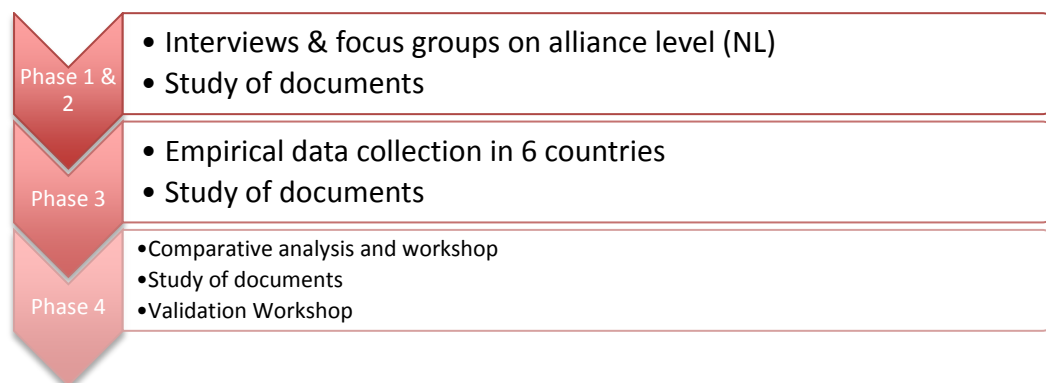 Phase 1 &
2
• Interviews & focus groups on alliance level (NL)
• Study of documents
Phase 3
• Empirical data collection in 6 countries
• Study of documents
Phase 4
•Comparative analysis and workshop
•Study of documents
•Validation Workshop